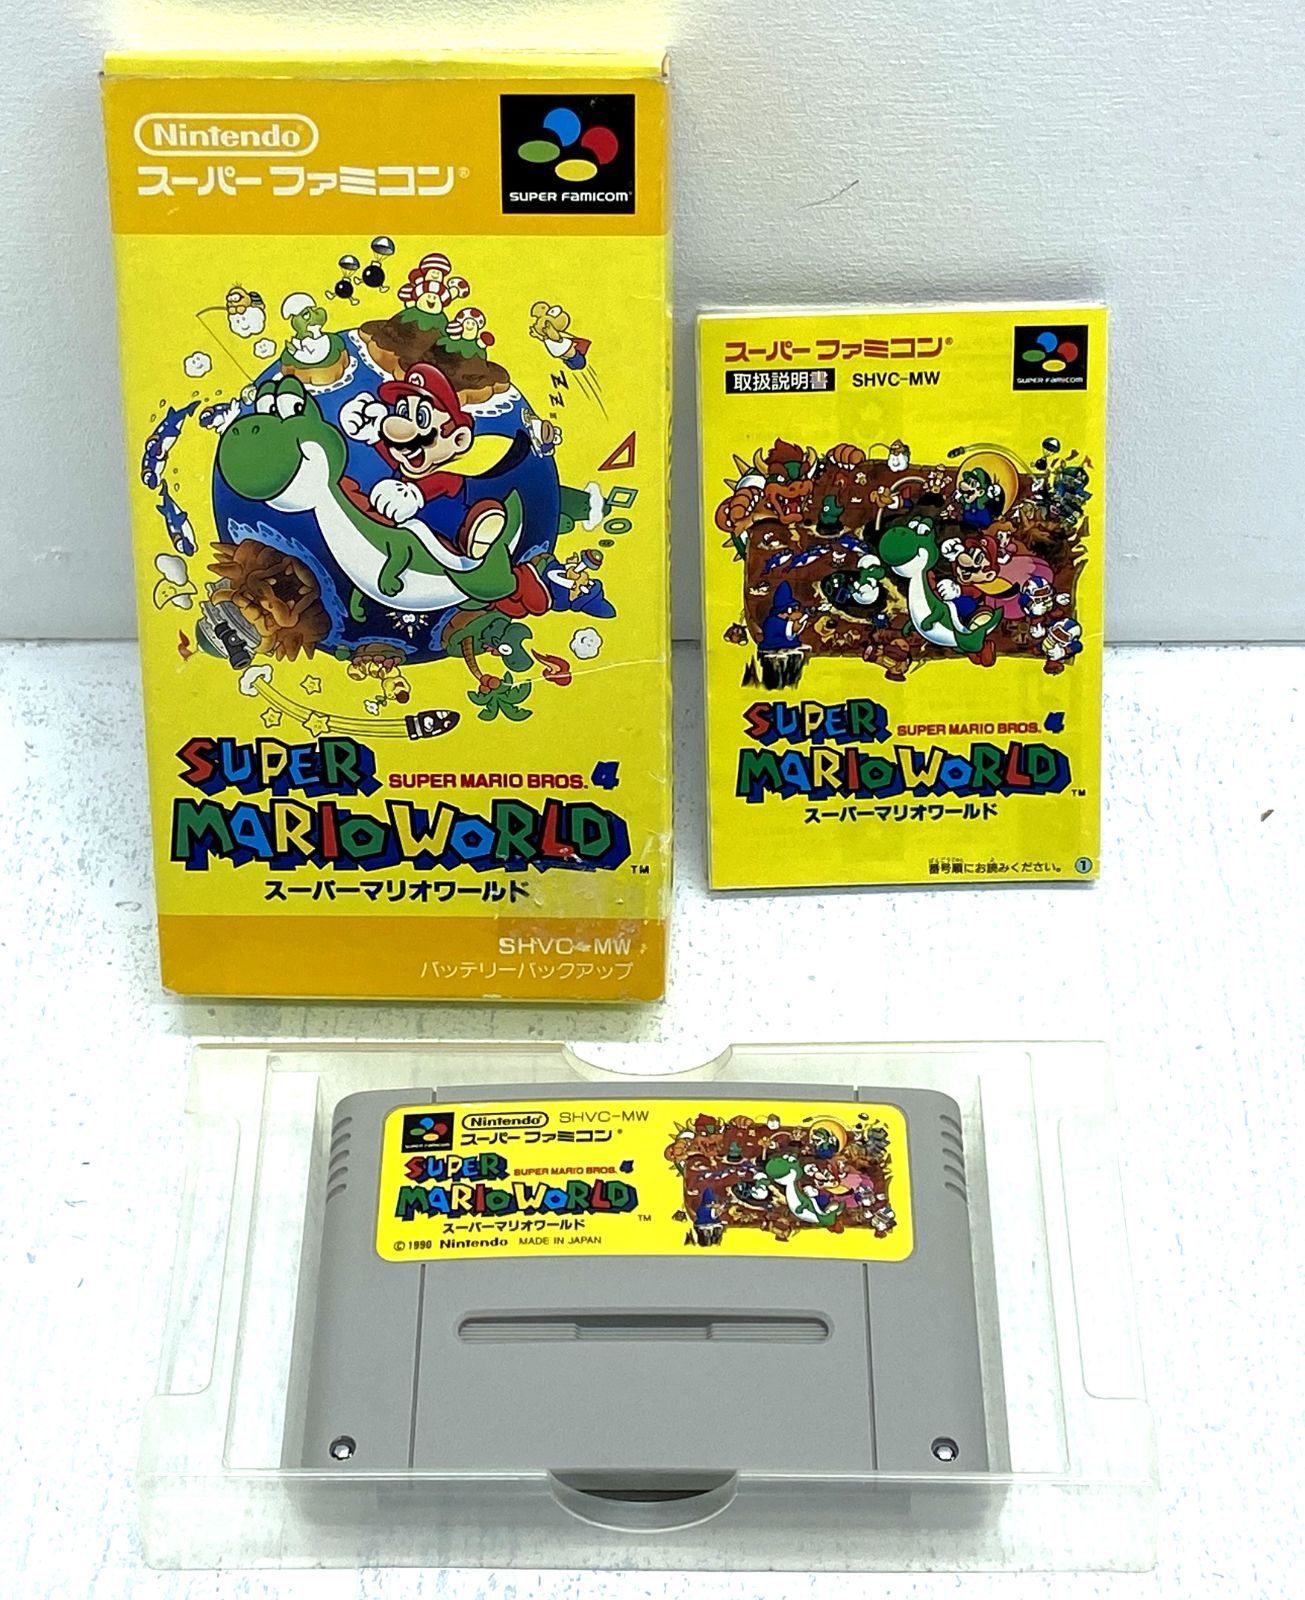 Nintendo®
スーパーファミコン®
SUPER FAMICOM®
SUPER
SUPER MARIO BROS. 4
MARIO WORLD™
スーパーマリオワールド
SHVC-MW
バッテリーバックアップ
スーパーファミコン®
取扱説明書 SHVC-MW
SUPER FAMICOM
SUPER
SUPER MARIO BROS. 4
MARIO WORLD™
スーパーマリオワールド
番号順にお読みください。 ①
SUPER FAMICOM
Nintendo® SHVC-MW
スーパーファミコン®
SUPER
SUPER MARIO BROS. 4
MARIO WORLD™
スーパーマリオワールド
© 1990 Nintendo MADE IN JAPAN